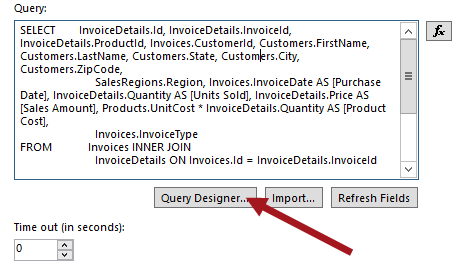 Query:
SELECT InvoiceDetails.Id, InvoiceDetails.InvoiceId,
InvoiceDetails.ProductId, Invoices.CustomerId, Customers.FirstName,
Customers.LastName, Customers.State, Customers.City,
Customers.ZipCode,
SalesRegions.Region, Invoices.InvoiceDate AS [Purchase
Date], InvoiceDetails.Quantity AS [Units Sold], InvoiceDetails.Price AS
[Sales Amount], Products.UnitCost * InvoiceDetails.Quantity AS [Product
Cost],
Invoices.InvoiceType
FROM Invoices INNER JOIN
InvoiceDetails ON Invoices.Id = InvoiceDetails.InvoiceId
fx
Query Designer... Import... Refresh Fields
Time out (in seconds):
0